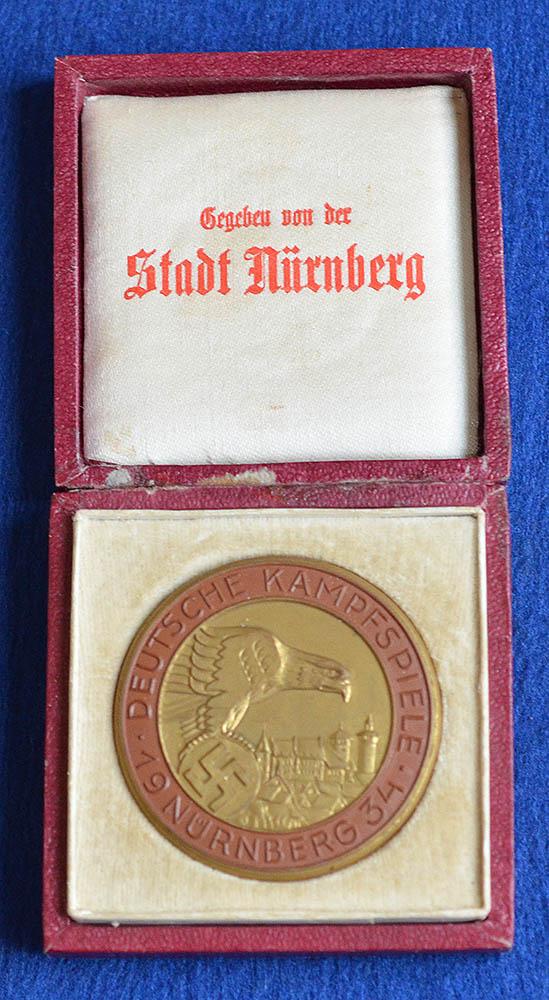 Gegeben von der
Stadt Nürnberg
· DEUTSCHE KAMPFSPIELE ·
19 NÜRNBERG 34